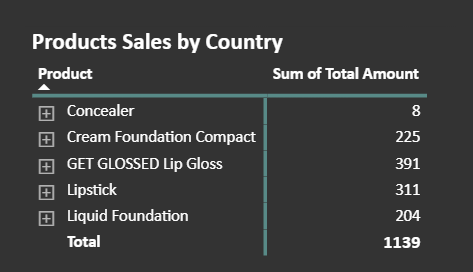 Products Sales by Country
Product Sum of Total Amount
Concealer 8
Cream Foundation Compact 225
GET GLOSSED Lip Gloss 391
Lipstick 311
Liquid Foundation 204
Total 1139